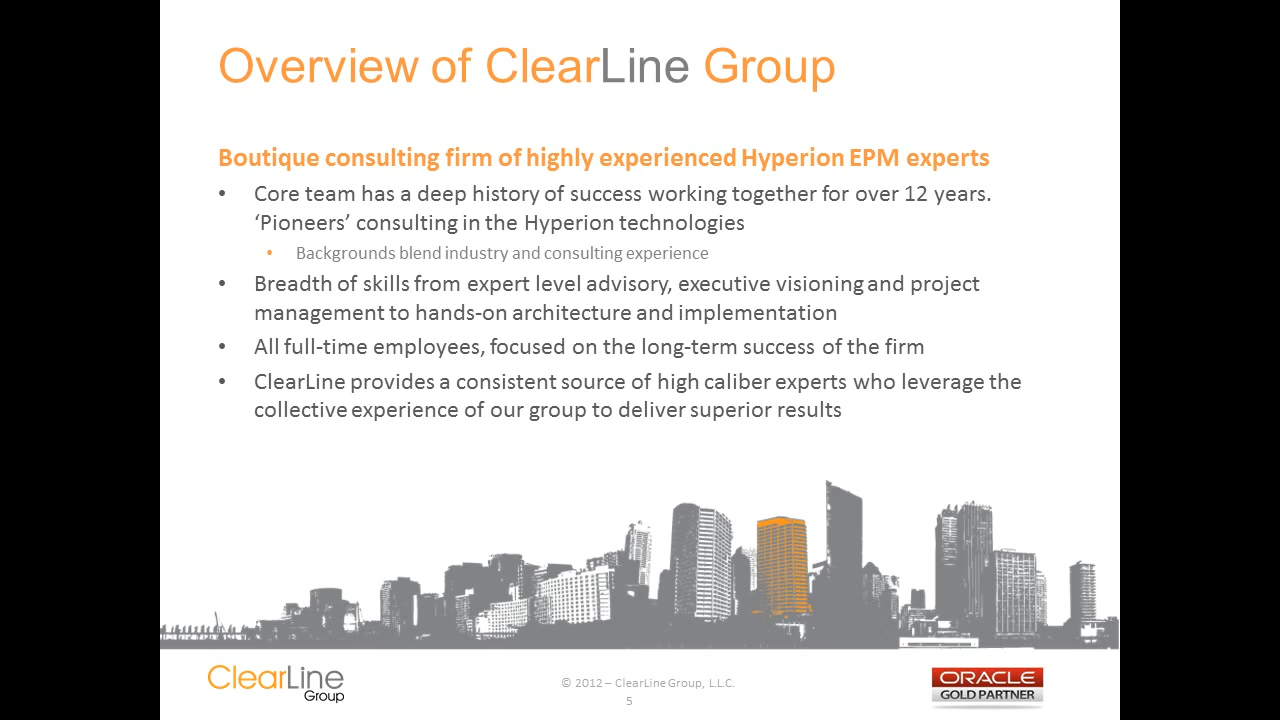 Overview of ClearLine Group
Boutique consulting firm of highly experienced Hyperion EPM experts
• Core team has a deep history of success working together for over 12 years.
‘Pioneers’ consulting in the Hyperion technologies
• Backgrounds blend industry and consulting experience
• Breadth of skills from expert level advisory, executive visioning and project
management to hands-on architecture and implementation
• All full-time employees, focused on the long-term success of the firm
• ClearLine provides a consistent source of high caliber experts who leverage the
collective experience of our group to deliver superior results
ClearLine
Group
© 2012 – ClearLine Group, L.L.C.
5
ORACLE
GOLD PARTNER